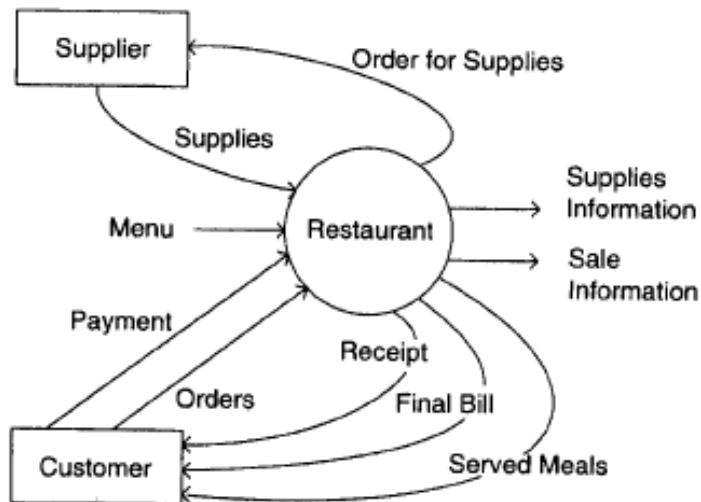 Supplier
Order for Supplies
Supplies
Supplies
Information
Menu
Restaurant
Sale
Information
Payment
Receipt
Orders
Final Bill
Customer
Served Meals